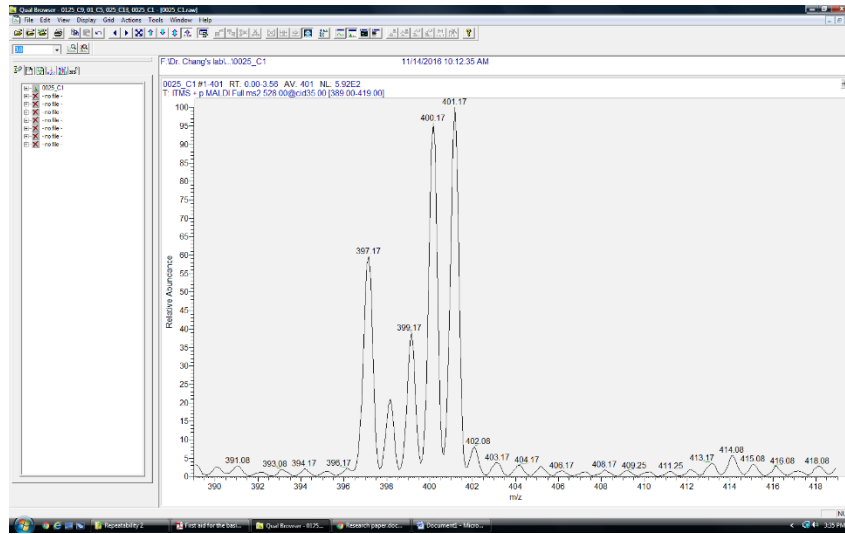 Qual Browser - 0125_C9, 01_C5, 025_C13, 0025_C1 - [0025_C1.raw]
File Edit View Display Grid Actions Tools Window Help
0025_C1
- no file -
- no file -
- no file -
- no file -
- no file -
- no file -
- no file -
F:\Dr. Chang's lab\...\0025_C1 11/14/2016 10:12:35 AM
0025_C1 #1-401 RT: 0.00-3.56 AV: 401 NL: 5.92E2
T: ITMS + p MALDI Full ms2 528.00@cid35.00 [389.00-419.00]
401.17
100
400.17
95
90
85
80
75
70
65
397.17
60
55
50
45
399.17
40
35
30
25
20
15
10
402.08
5
391.08 393.08 394.17 396.17 403.17 404.17 406.17 408.17 409.25 411.25 413.17 414.08 415.08 416.08 418.08
0
390 392 394 396 398 400 402 404 406 408 410 412 414 416 418
m/z
Relative Abundance
Repeatability 2 First aid for the basi... Qual Browser - 0125... Research paper.doc... Document1 - Micro... 3:35 PM